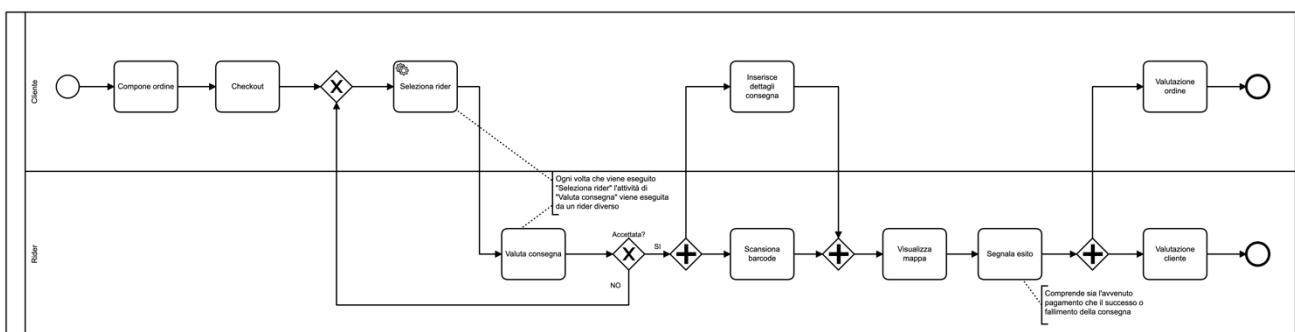 Cliente
Compone ordine
Checkout
X
Seleziona rider
Inserisce
dettagli
consegna
Valutazione
ordine
Ogni volta che viene eseguito
"Seleziona rider" l'attività di
"Valuta consegna" viene eseguita
da un rider diverso
Rider
Valuta consegna
Accettata?
X
SI
NO
Scansiona
barcode
Visualizza
mappa
Segnala esito
Valutazione
cliente
Comprende sia l'avvenuto
pagamento che il successo o
fallimento della consegna